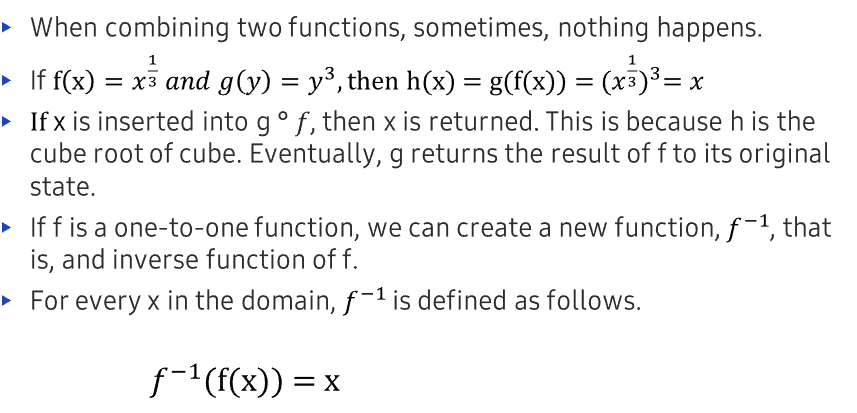 ▸ When combining two functions, sometimes, nothing happens.
▸ If f(x) = x^{1/3} and g(y) = y³, then h(x) = g(f(x)) = (x^{1/3})³ = x
▸ If x is inserted into g ° f, then x is returned. This is because h is the
cube root of cube. Eventually, g returns the result of f to its original
state.
▸ If f is a one-to-one function, we can create a new function, f⁻¹, that
is, and inverse function of f.
▸ For every x in the domain, f⁻¹ is defined as follows.
f⁻¹(f(x)) = x